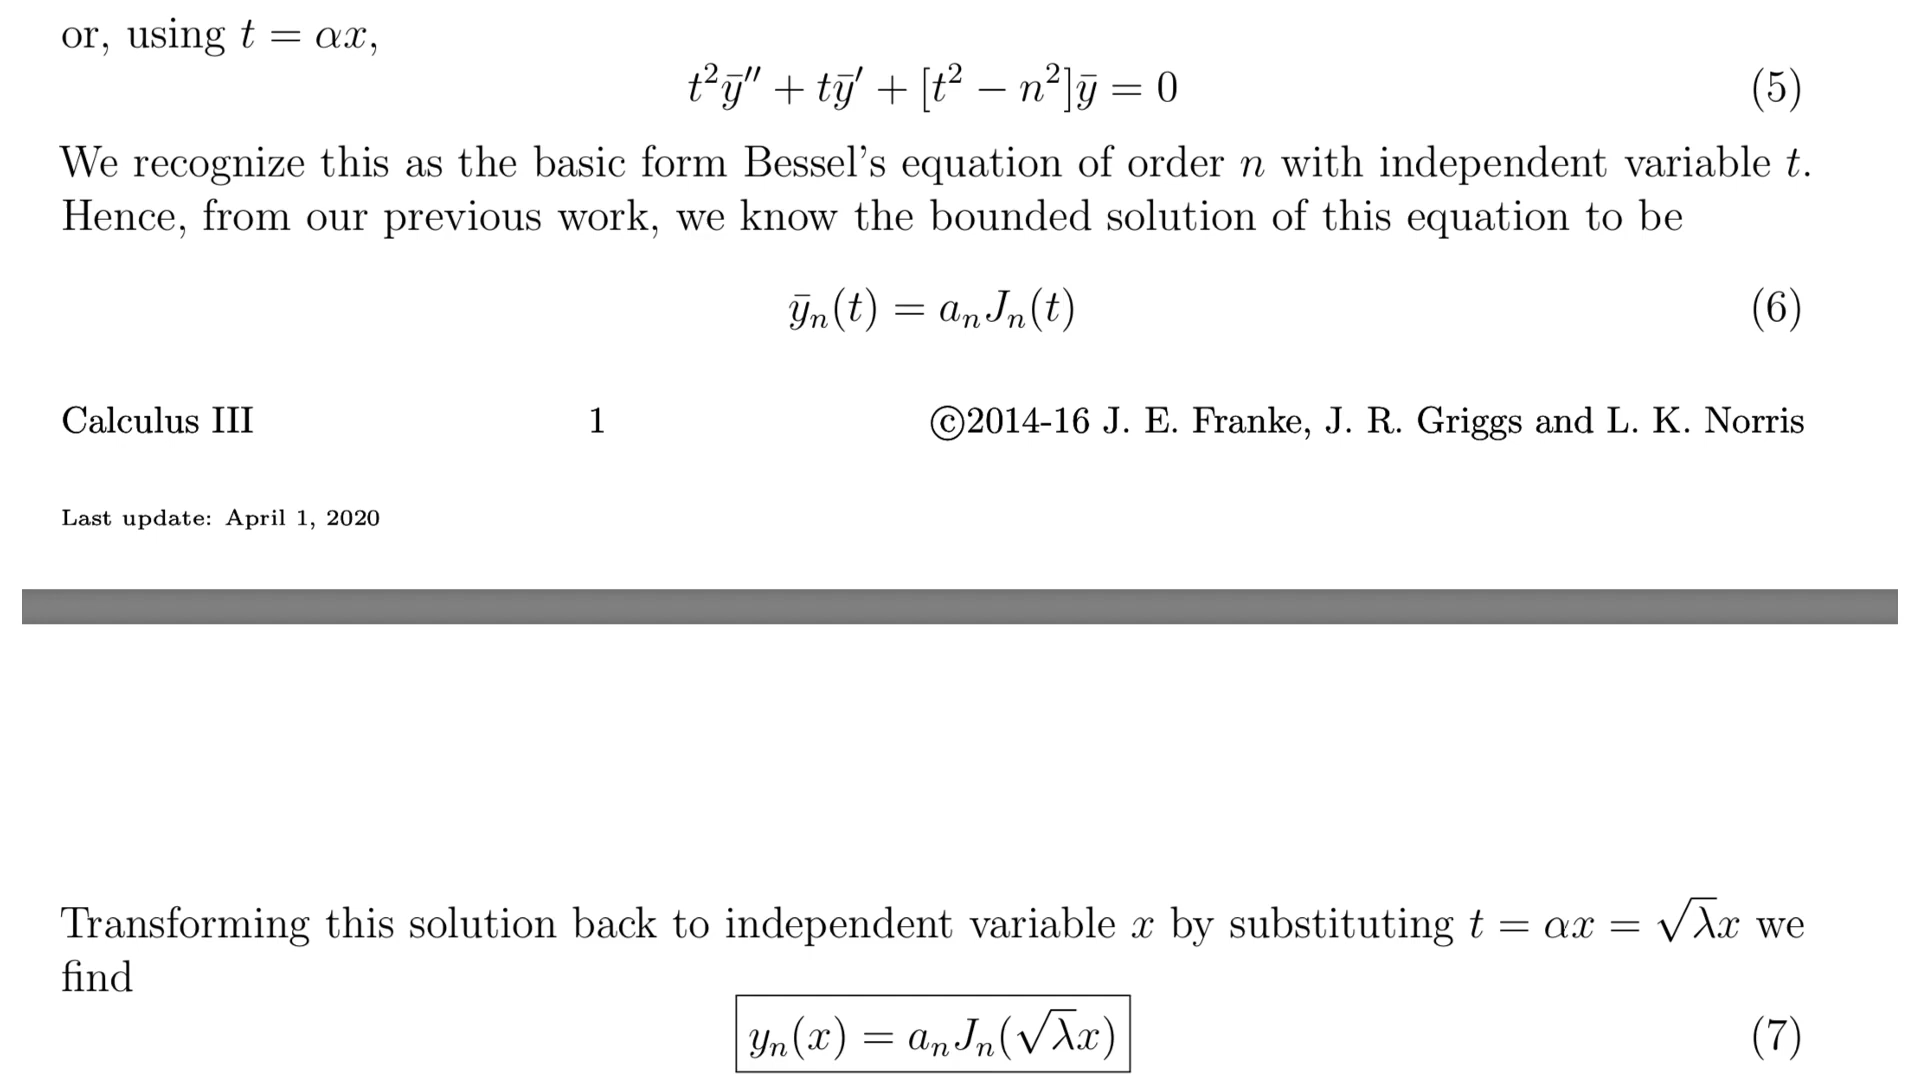 or, using t = αx,
t²ȳ″ + tȳ′ + [t² − n²]ȳ = 0 (5)
We recognize this as the basic form Bessel’s equation of order n with independent variable t.
Hence, from our previous work, we know the bounded solution of this equation to be
ȳₙ(t) = aₙJₙ(t) (6)
Calculus III 1 ©2014-16 J. E. Franke, J. R. Griggs and L. K. Norris
Last update: April 1, 2020
Transforming this solution back to independent variable x by substituting t = αx = √λx we
find
yₙ(x) = aₙJₙ(√λx) (7)